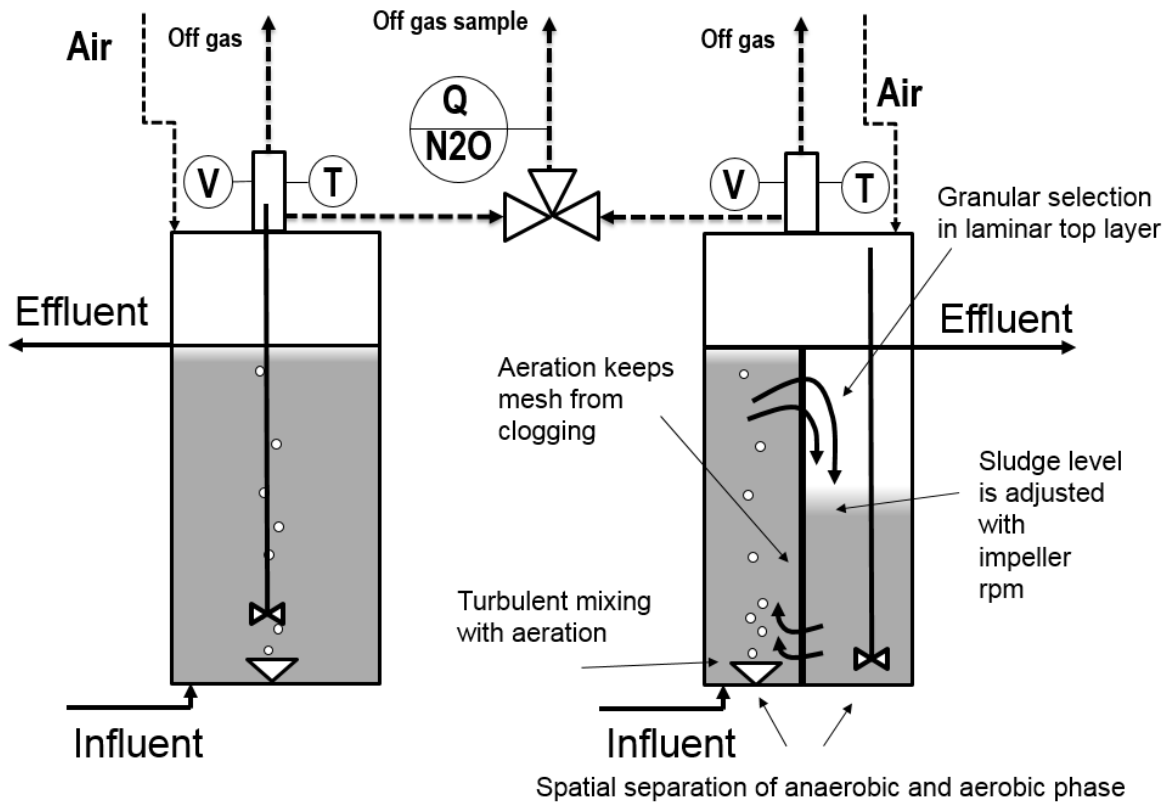 Off gas sample
Off gas
Off gas
Air
Air
Q
N2O
V
T
V
T
Granular selection
in laminar top layer
Effluent
Effluent
Aeration keeps
mesh from
clogging
Sludge level
is adjusted
with
impeller
rpm
Turbulent mixing
with aeration
Influent
Influent
Spatial separation of anaerobic and aerobic phase